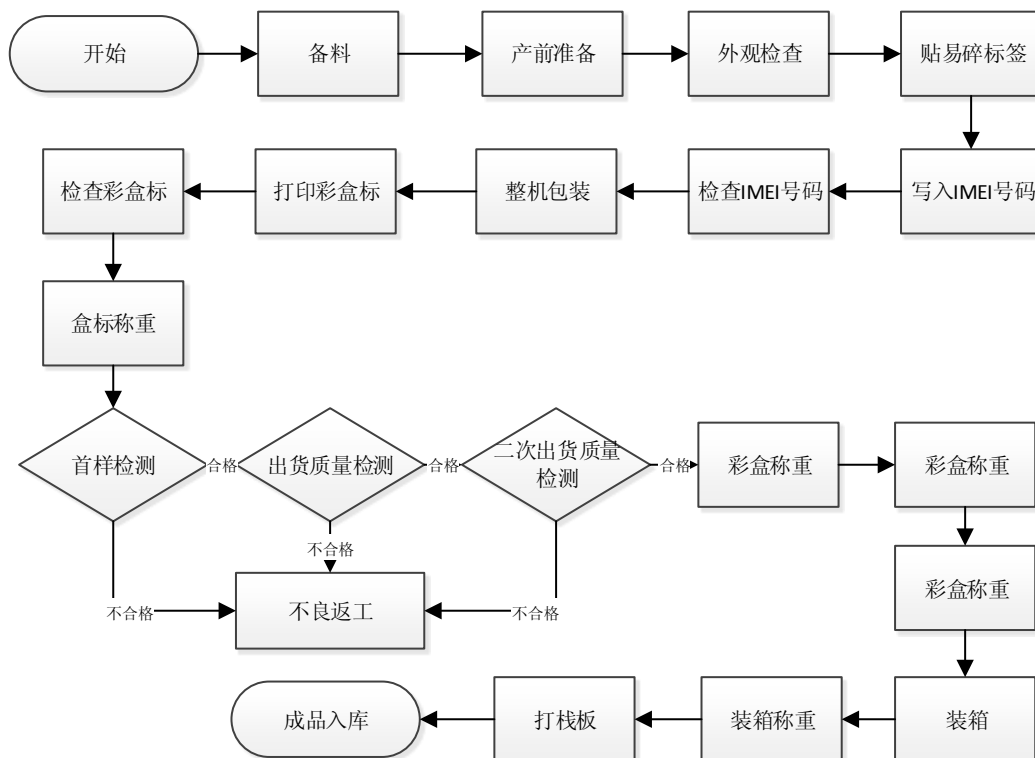 开始
备料
产前准备
外观检查
贴易碎标签
检查彩盒标
打印彩盒标
整机包装
检查IMEI号码
写入IMEI号码
盒标称重
首样检测
合格
出货质量检测
合格
二次出货质量
检测
合格
彩盒称重
彩盒称重
不合格
彩盒称重
不合格
不良返工
不合格
成品入库
打栈板
装箱称重
装箱